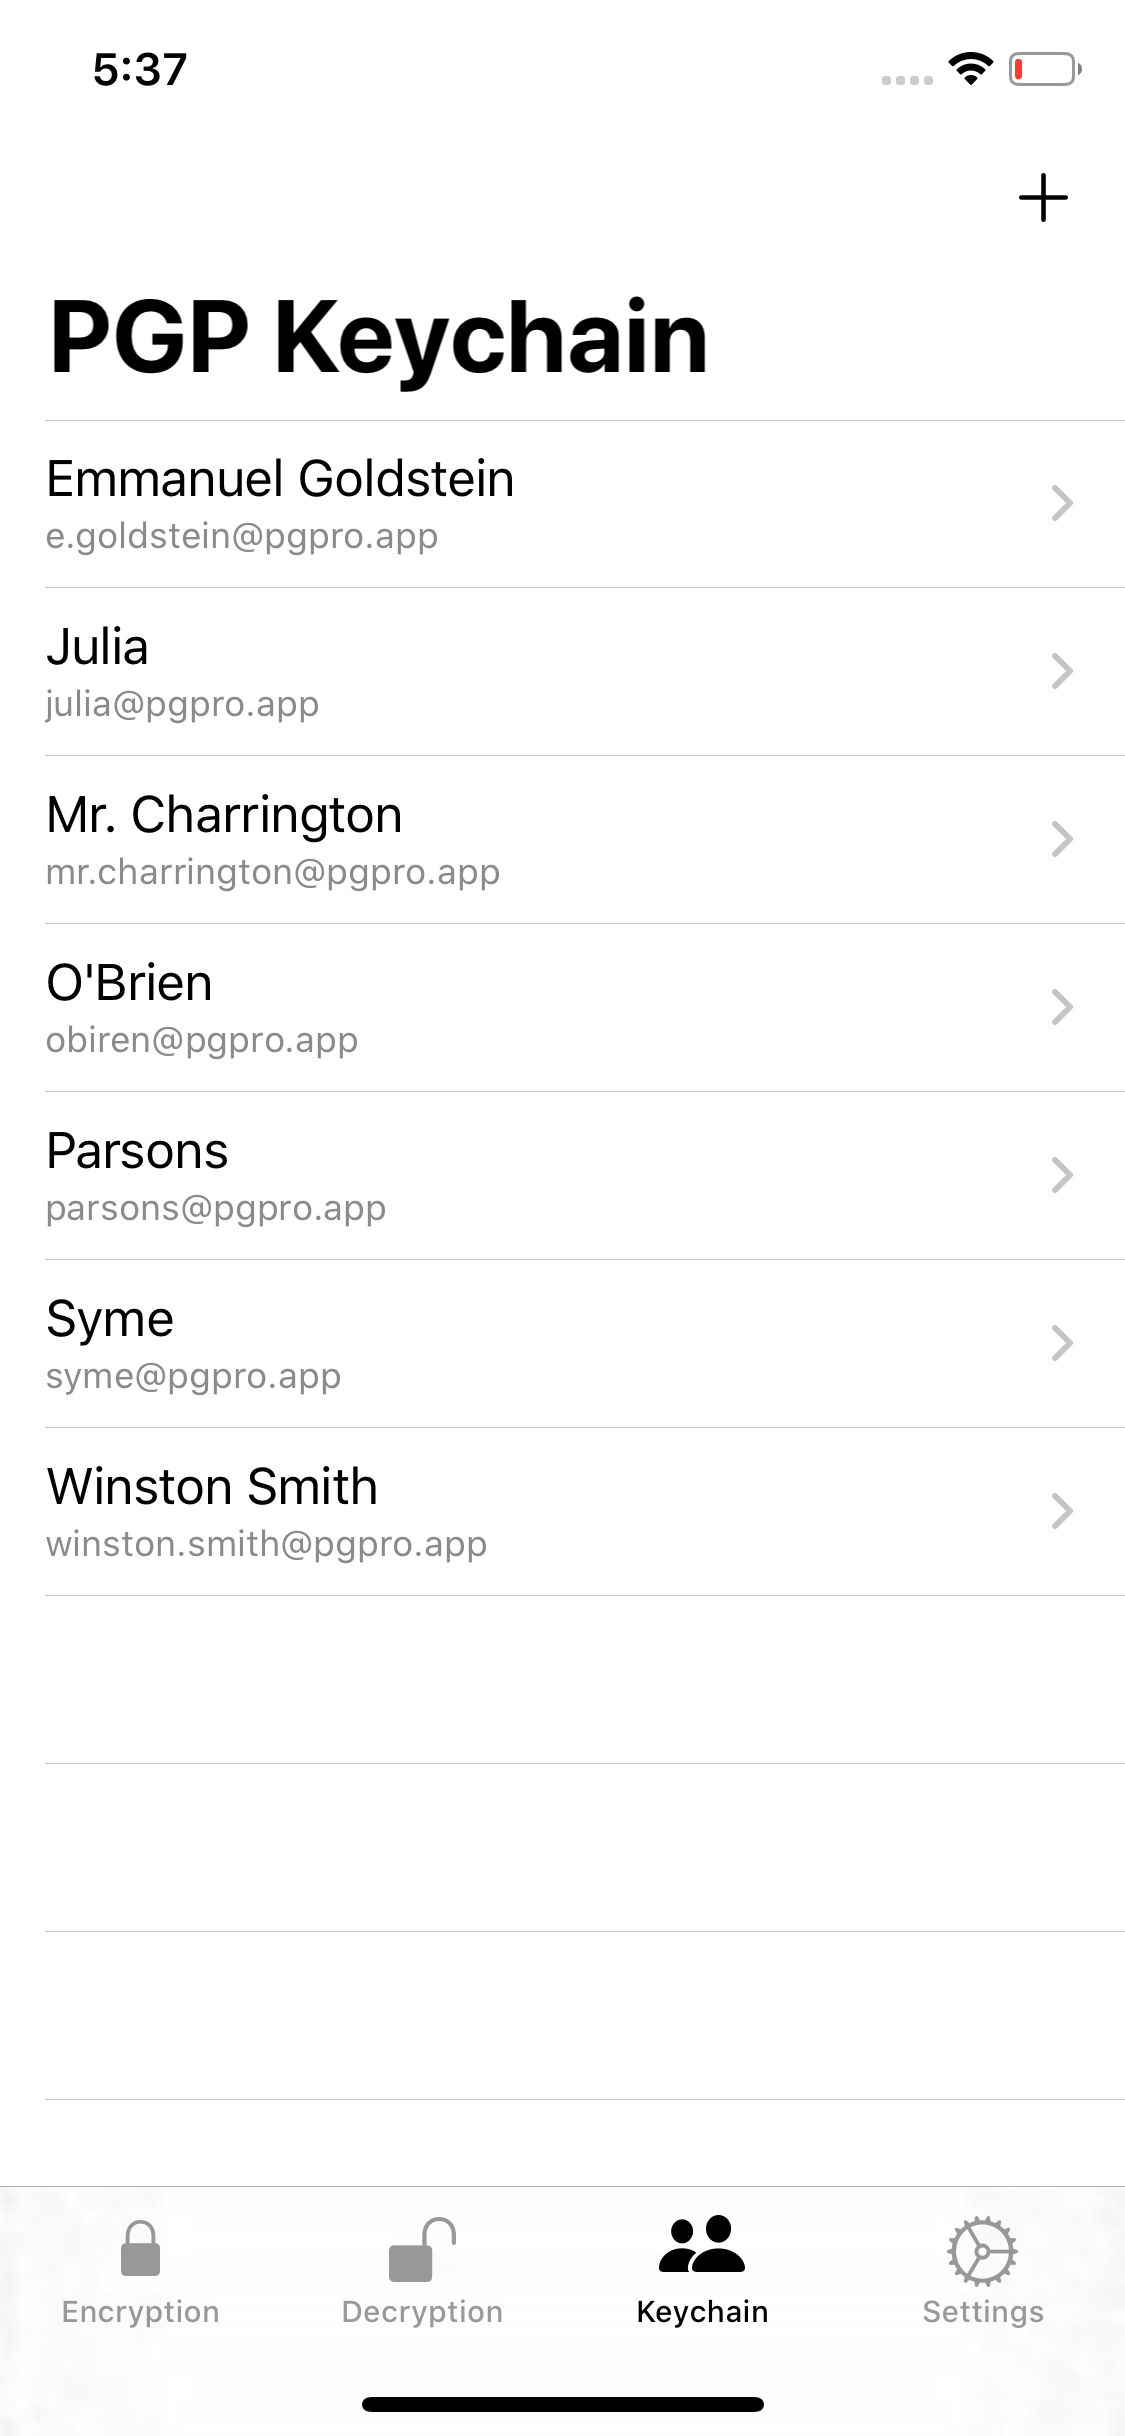 5:37
PGP Keychain
Emmanuel Goldstein
e.goldstein@pgpro.app
Julia
julia@pgpro.app
Mr. Charrington
mr.charrington@pgpro.app
O'Brien
obiren@pgpro.app
Parsons
parsons@pgpro.app
Syme
syme@pgpro.app
Winston Smith
winston.smith@pgpro.app
Encryption Decryption Keychain Settings